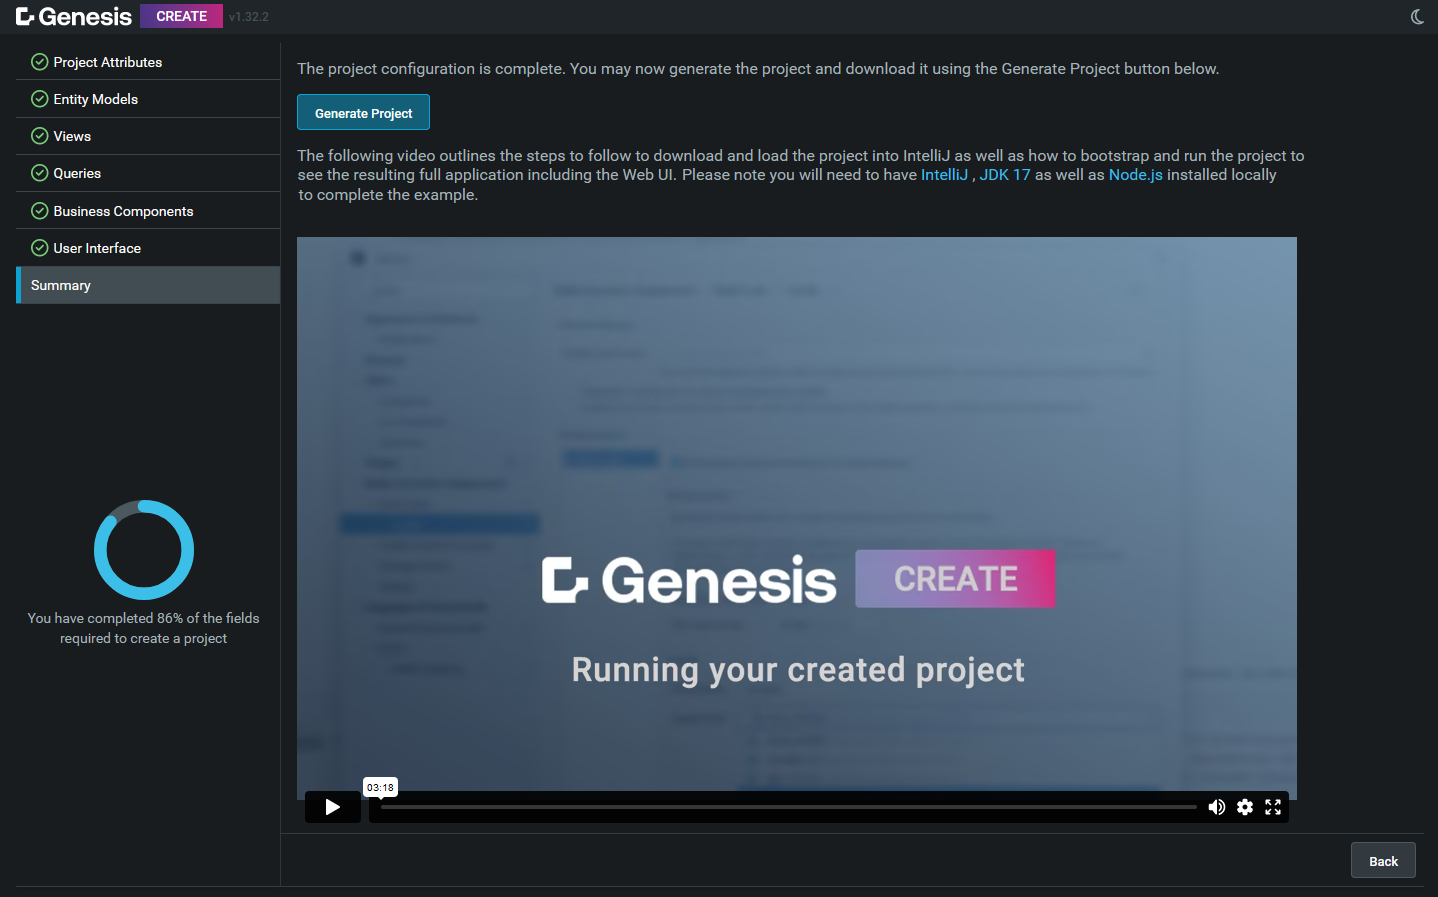 Genesis CREATE v1.32.2
Project Attributes
Entity Models
Views
Queries
Business Components
User Interface
Summary
You have completed 86% of the fields
required to create a project
The project configuration is complete. You may now generate the project and download it using the Generate Project button below.
Generate Project
The following video outlines the steps to follow to download and load the project into IntelliJ as well as how to bootstrap and run the project to
see the resulting full application including the Web UI. Please note you will need to have IntelliJ , JDK 17 as well as Node.js installed locally
to complete the example.
Genesis CREATE
Running your created project
03:18
Back